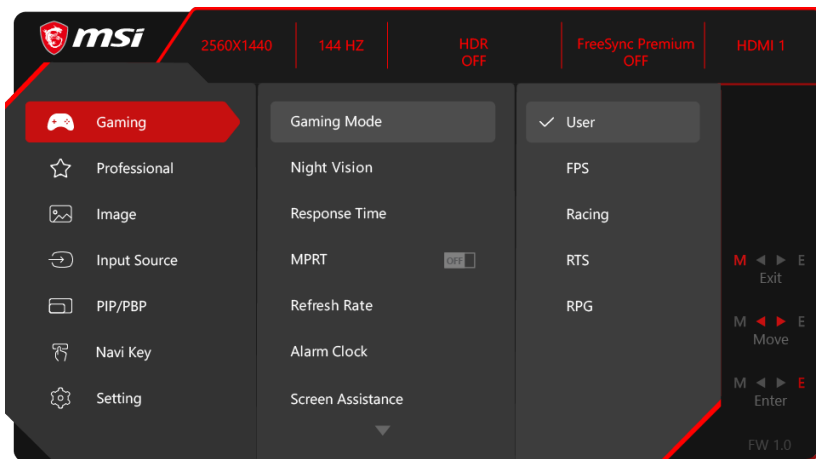 msi
2560X1440
144 HZ
HDR
OFF
FreeSync Premium
OFF
HDMI 1
Gaming
Professional
Image
Input Source
PIP/PBP
Navi Key
Setting
Gaming Mode
Night Vision
Response Time
MPRT
OFF
Refresh Rate
Alarm Clock
Screen Assistance
User
FPS
Racing
RTS
RPG
M ◄ ► E
Exit
M ◄ ► E
Move
M ◄ ► E
Enter
FW 1.0